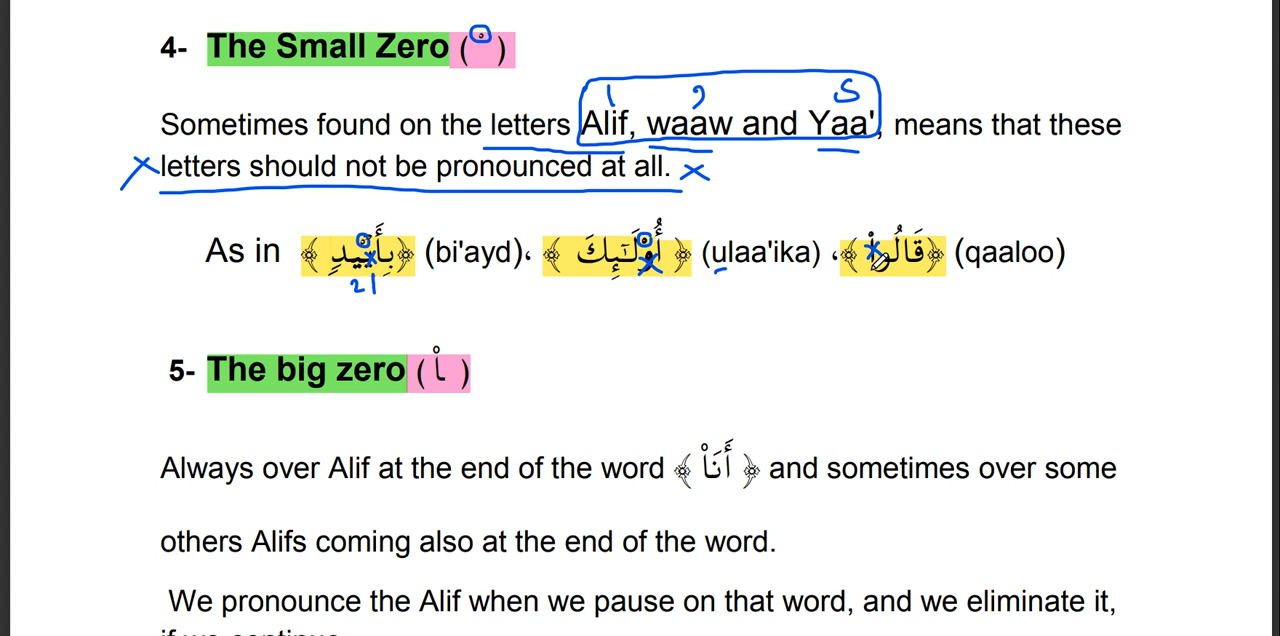 4- The Small Zero ( ْ )
Sometimes found on the letters Alif, waaw and Yaa', means that these
letters should not be pronounced at all.
As in ﴿بِأَيْي۟دٍ﴾ (bi'ayd)، ﴿أُو۟لَٰٓئِكَ﴾ (ulaa'ika) ، ﴿قَالُوا۟﴾ (qaaloo)
5- The big zero ( اْ )
Always over Alif at the end of the word ﴿أَنَا۠﴾ and sometimes over some
others Alifs coming also at the end of the word.
We pronounce the Alif when we pause on that word, and we eliminate it,
if we continue